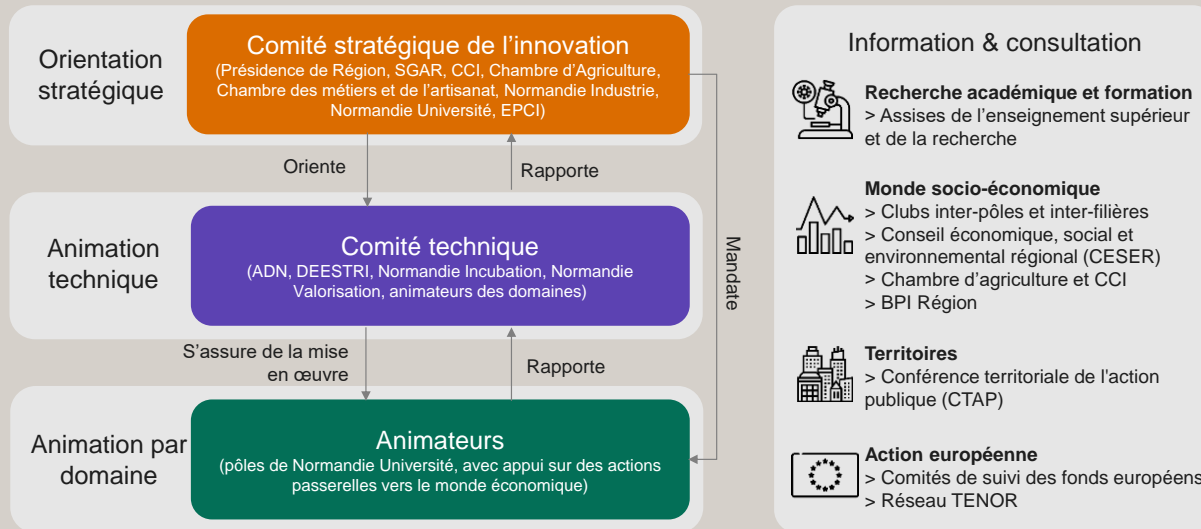 Orientation
stratégique
Comité stratégique de l'innovation
(Présidence de Région, SGAR, CCI, Chambre d'Agriculture,
Chambre des métiers et de l'artisanat, Normandie Industrie,
Normandie Université, EPCI)
Oriente
Rapporte
Mandate
Animation
technique
Comité technique
(ADN, DEESTRI, Normandie Incubation, Normandie
Valorisation, animateurs des domaines)
S'assure de la mise
en œuvre
Rapporte
Animation par
domaine
Animateurs
(pôles de Normandie Université, avec appui sur des actions
passerelles vers le monde économique)
Information & consultation
Recherche académique et formation
> Assises de l'enseignement supérieur
et de la recherche
Monde socio-économique
> Clubs inter-pôles et inter-filières
> Conseil économique, social et
environnemental régional (CESER)
> Chambre d'agriculture et CCI
> BPI Région
Territoires
> Conférence territoriale de l'action
publique (CTAP)
Action européenne
> Comités de suivi des fonds européens
> Réseau TENOR